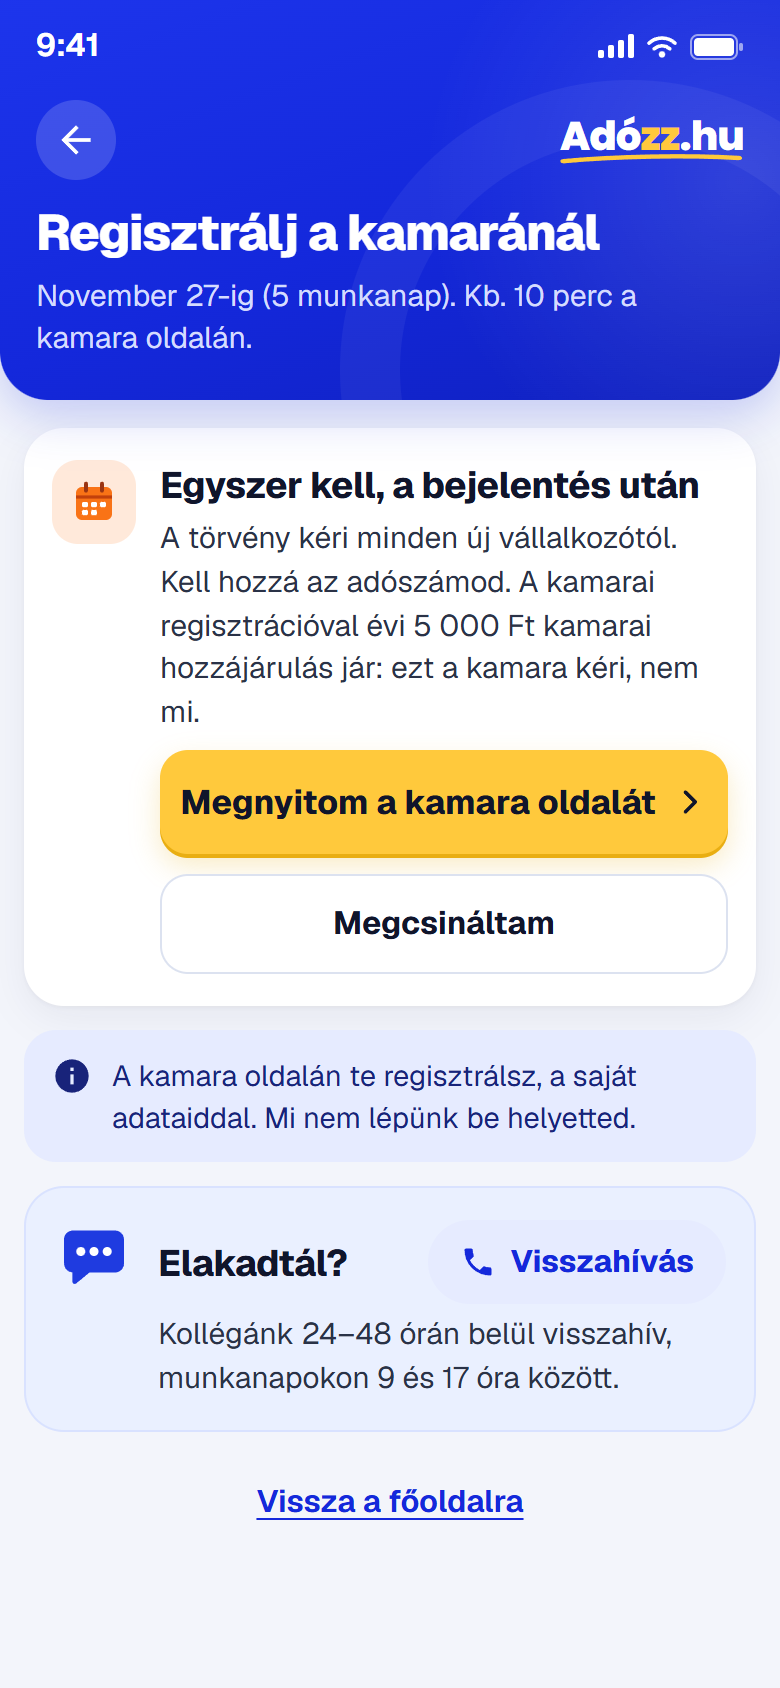 9:41
Adózz.hu
Regisztrálj a kamaránál
November 27-ig (5 munkanap). Kb. 10 perc a
kamara oldalán.
Egyszer kell, a bejelentés után
A törvény kéri minden új vállalkozótól.
Kell hozzá az adószámod. A kamarai
regisztrációval évi 5 000 Ft kamarai
hozzájárulás jár: ezt a kamara kéri, nem
mi.
Megnyitom a kamara oldalát
Megcsináltam
A kamara oldalán te regisztrálsz, a saját
adataiddal. Mi nem lépünk be helyetted.
Elakadtál?
Visszahívás
Kollégánk 24–48 órán belül visszahív,
munkanapokon 9 és 17 óra között.
Vissza a főoldalra